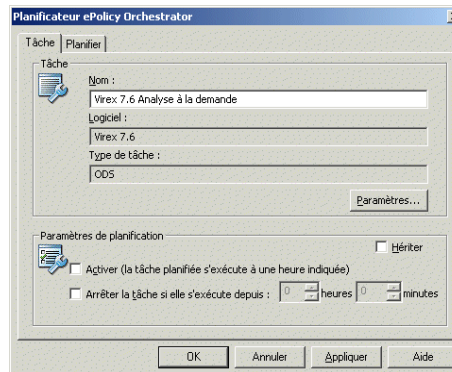 Planificateur ePolicy Orchestrator
Tâche
Planifier
Tâche
Nom :
Virex 7.6 Analyse à la demande
Logiciel :
Virex 7.6
Type de tâche :
ODS
Paramètres...
Paramètres de planification
Hériter
Activer (la tâche planifiée s'exécute à une heure indiquée)
Arrêter la tâche si elle s'exécute depuis : 0 heures 0 minutes
OK Annuler Appliquer Aide